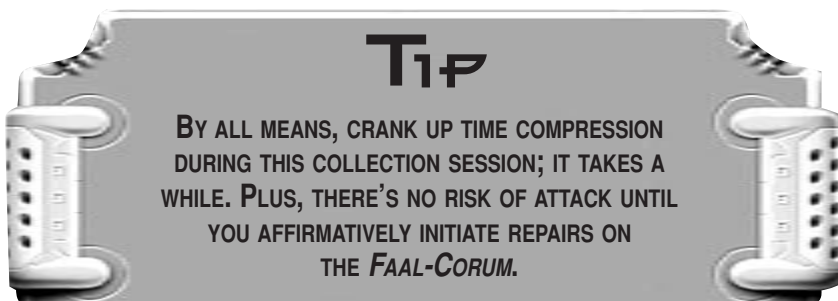 TIP
BY ALL MEANS, CRANK UP TIME COMPRESSION
DURING THIS COLLECTION SESSION; IT TAKES A
WHILE. PLUS, THERE'S NO RISK OF ATTACK UNTIL
YOU AFFIRMATIVELY INITIATE REPAIRS ON
THE FAAL-CORUM.